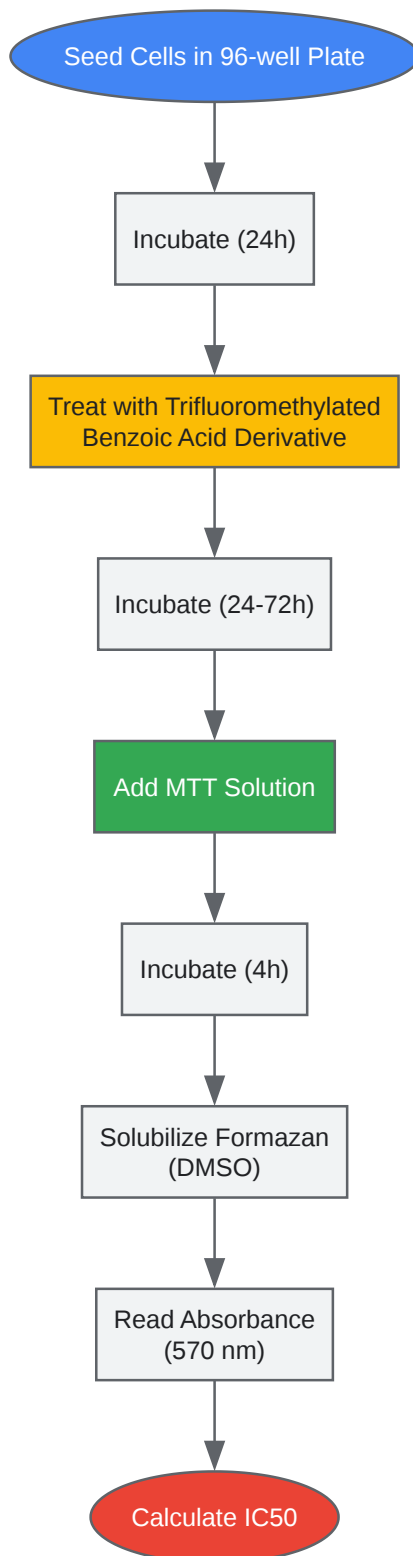 Seed Cells in 96-well Plate
Incubate (24h)
Treat with Trifluoromethylated
Benzoic Acid Derivative
Incubate (24-72h)
Add MTT Solution
Incubate (4h)
Solubilize Formazan
(DMSO)
Read Absorbance
(570 nm)
Calculate IC50